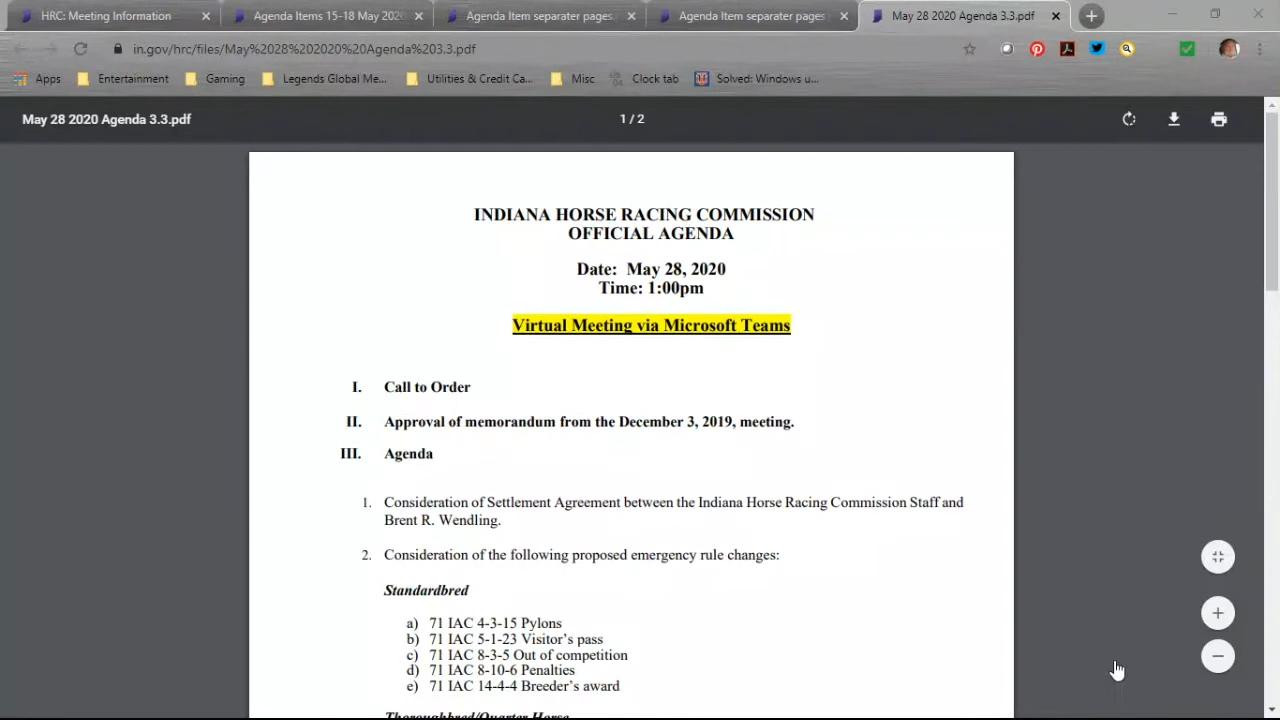 HRC: Meeting Information
Agenda Items 15-18 May 2020
Agenda Item separater pages.
Agenda Item separater pages
May 28 2020 Agenda 3.3.pdf
in.gov/hrc/files/May%2028%202020%20Agenda%203.3.pdf
Apps
Entertainment
Gaming
Legends Global Me...
Utilities & Credit Ca...
Misc
Clock tab
Solved: Windows u...
May 28 2020 Agenda 3.3.pdf
1 / 2
INDIANA HORSE RACING COMMISSION
OFFICIAL AGENDA
Date: May 28, 2020
Time: 1:00pm
Virtual Meeting via Microsoft Teams
I. Call to Order
II. Approval of memorandum from the December 3, 2019, meeting.
III. Agenda
1. Consideration of Settlement Agreement between the Indiana Horse Racing Commission Staff and
Brent R. Wendling.
2. Consideration of the following proposed emergency rule changes:
Standardbred
a) 71 IAC 4-3-15 Pylons
b) 71 IAC 5-1-23 Visitor's pass
c) 71 IAC 8-3-5 Out of competition
d) 71 IAC 8-10-6 Penalties
e) 71 IAC 14-4-4 Breeder's award
Thoroughbred/Quarter Horse